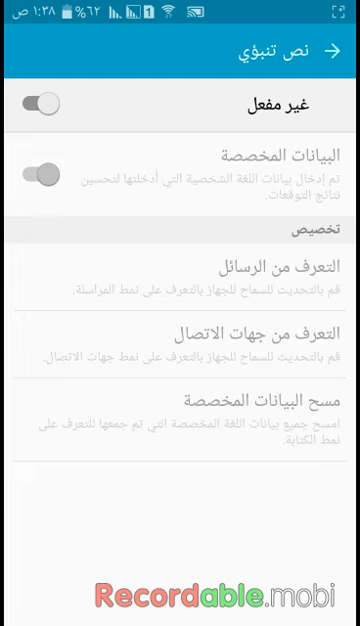 ١:٣٨ ص ٦٢% 1
نص تنبؤي
غير مفعل
البيانات المخصصة
تم إدخال بيانات اللغة الشخصية التي أدخلتها لتحسين
نتائج التوقعات.
تخصيص
التعرف من الرسائل
قم بالتحديث للسماح للجهاز بالتعرف على نمط المراسلة.
التعرف من جهات الاتصال
قم بالتحديث للسماح للجهاز بالتعرف على نمط جهات الاتصال.
مسح البيانات المخصصة
امسح جميع بيانات اللغة المخصصة التي تم جمعها للتعرف على
نمط الكتابة.
Recordable.mobi